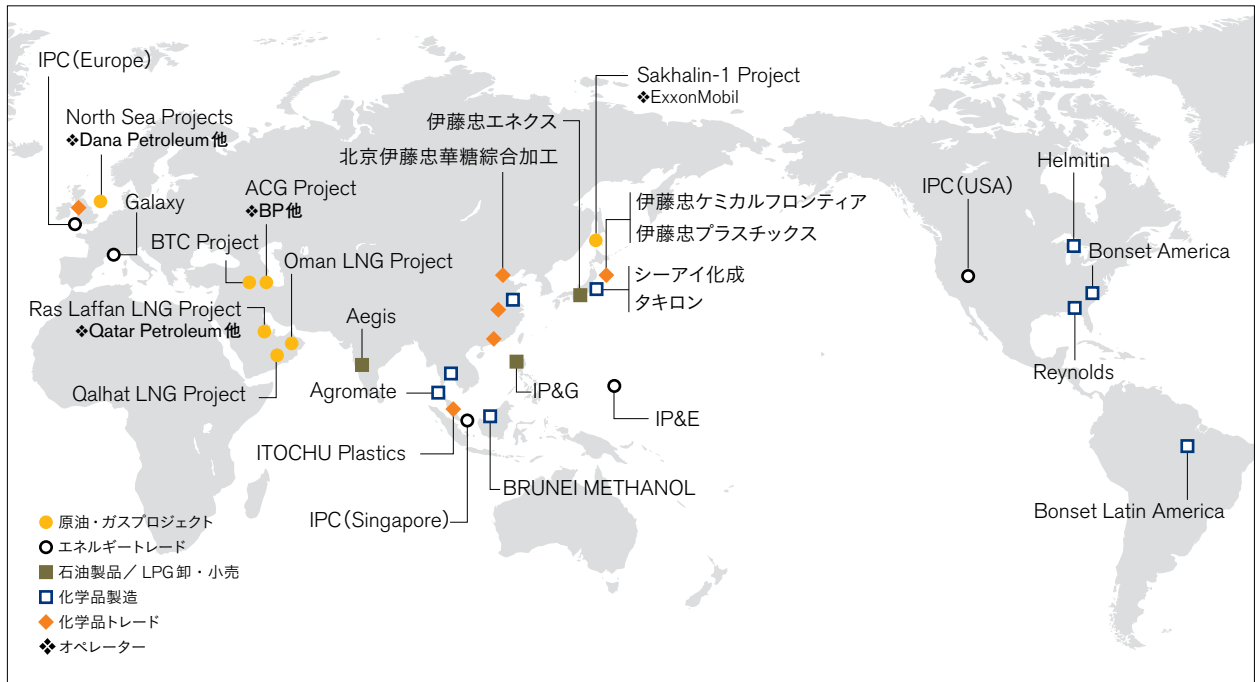 IPC(Europe)
North Sea Projects
❖Dana Petroleum他
Galaxy
ACG Project
❖BP他
BTC Project
Oman LNG Project
Ras Laffan LNG Project
❖Qatar Petroleum他
Qalhat LNG Project
Aegis
Agromate
ITOCHU Plastics
IPC(Singapore)
BRUNEI METHANOL
IP&G
IP&E
Sakhalin-1 Project
❖ExxonMobil
伊藤忠エネクス
北京伊藤忠華糖綜合加工
伊藤忠ケミカルフロンティア
伊藤忠プラスチックス
シーアイ化成
タキロン
IPC(USA)
Helmitin
Bonset America
Reynolds
Bonset Latin America
原油・ガスプロジェクト
エネルギートレード
石油製品／LPG卸・小売
化学品製造
化学品トレード
❖オペレーター